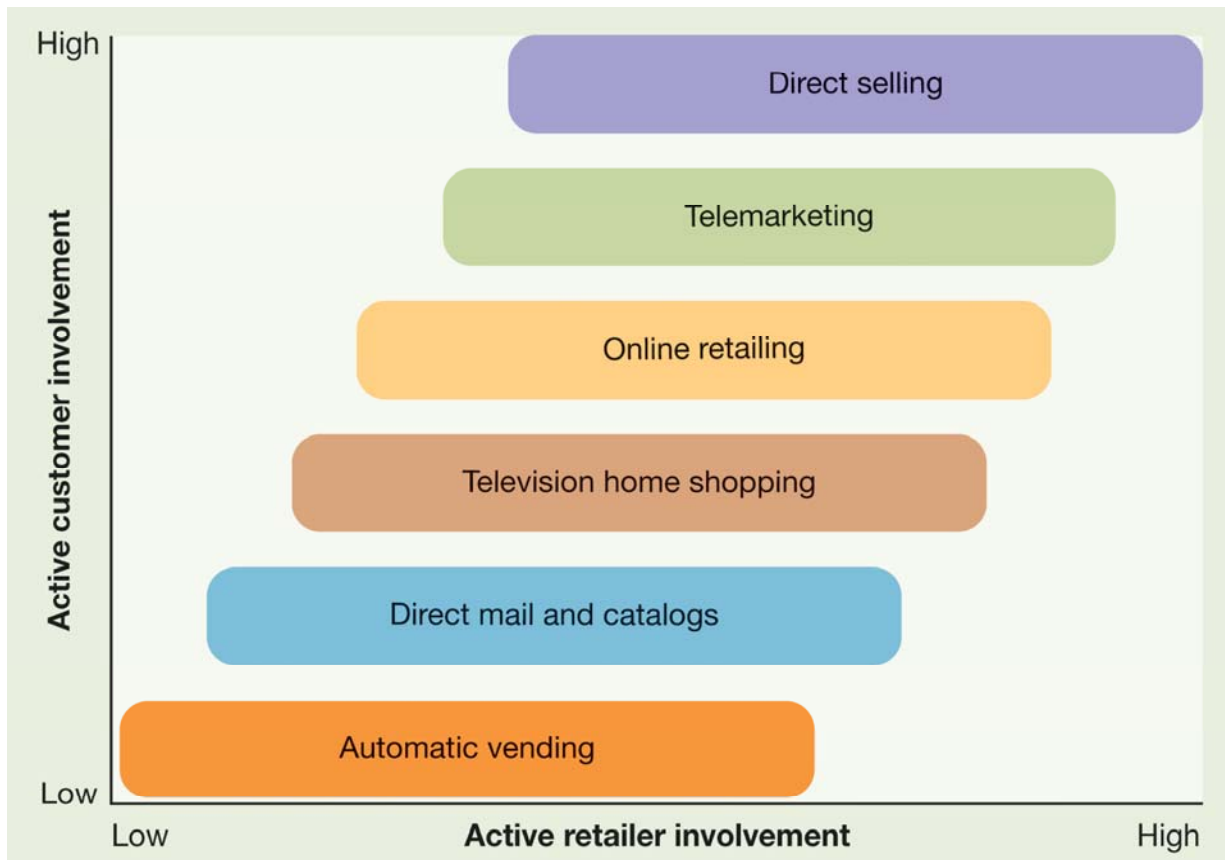 High
Direct selling
Telemarketing
Online retailing
Television home shopping
Direct mail and catalogs
Automatic vending
Active customer involvement
Low
Low
Active retailer involvement
High